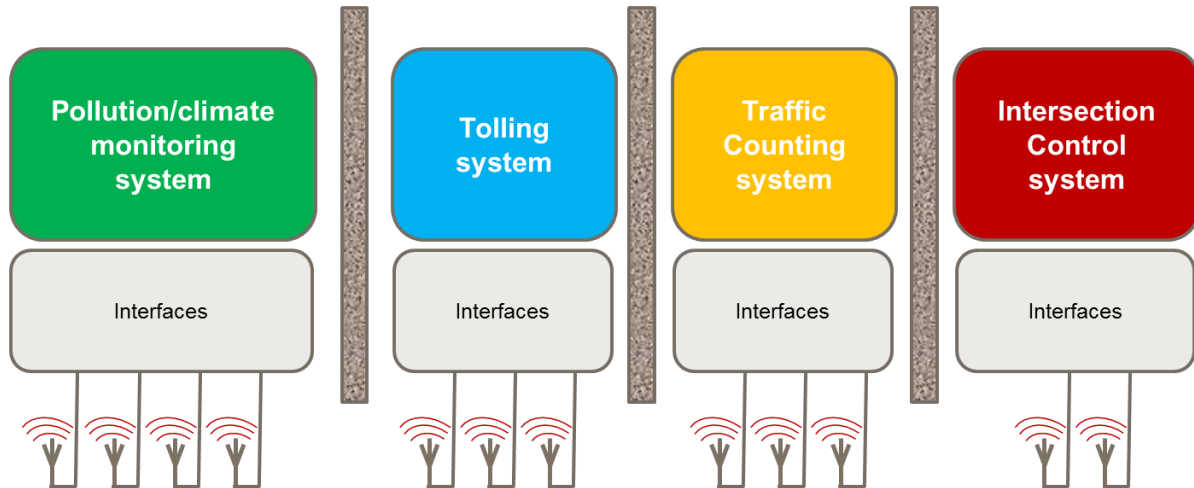 Pollution/climate
monitoring
system
Tolling
system
Traffic
Counting
system
Intersection
Control
system
Interfaces
Interfaces
Interfaces
Interfaces